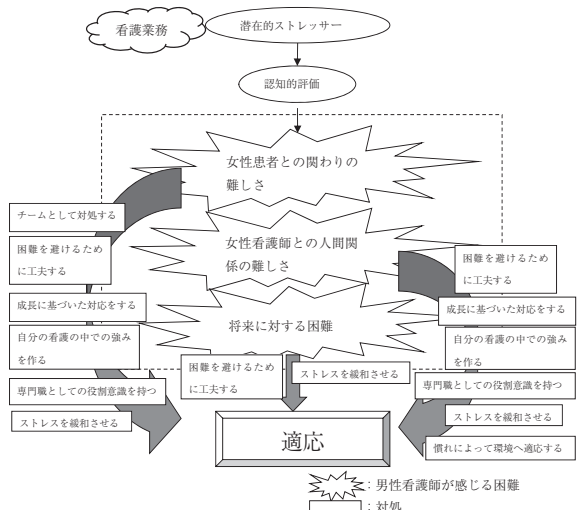 看護業務
潜在的ストレッサー
認知的評価
女性患者との関わりの
難しさ
女性看護師との人間関
係の難しさ
将来に対する困難
チームとして対処する
困難を避けるため
に工夫する
成長に基づいた対応をする
自分の看護の中での強み
を作る
専門職としての役割意識を持つ
ストレスを緩和させる
困難を避けるため
に工夫する
ストレスを緩和させる
困難を避けるため
に工夫する
成長に基づいた対応をする
自分の看護の中での強み
を作る
専門職としての役割意識を持つ
ストレスを緩和させる
慣れによって環境へ適応する
適応
：男性看護師が感じる困難
：対処